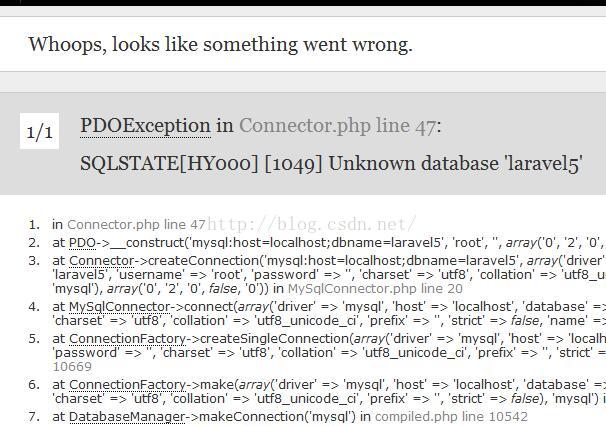 Whoops, looks like something went wrong.
1/1
PDOException in Connector.php line 47:
SQLSTATE[HY000] [1049] Unknown database 'laravel5'
1. in Connector.php line 47
http://blog.csdn.net/
2. at PDO->__construct('mysql:host=localhost;dbname=laravel5', 'root', '', array('0', '2', '0',
3. at Connector->createConnection('mysql:host=localhost;dbname=laravel5', array('driver'
'laravel5', 'username' => 'root', 'password' => '', 'charset' => 'utf8', 'collation' => 'utf8_u
mysql'), array('0', '2', '0', false, '0')) in MySqlConnector.php line 20
4. at MySqlConnector->connect(array('driver' => 'mysql', 'host' => 'localhost', 'database' =>
'charset' => 'utf8', 'collation' => 'utf8_unicode_ci', 'prefix' => '', 'strict' => false, 'name' =>
5. at ConnectionFactory->createSingleConnection(array('driver' => 'mysql', 'host' => 'localh
'password' => '', 'charset' => 'utf8', 'collation' => 'utf8_unicode_ci', 'prefix' => '', 'strict' =
10669
6. at ConnectionFactory->make(array('driver' => 'mysql', 'host' => 'localhost', 'database' =
'charset' => 'utf8', 'collation' => 'utf8_unicode_ci', 'prefix' => '', 'strict' => false), 'mysql') i
7. at DatabaseManager->makeConnection('mysql') in compiled.php line 10542